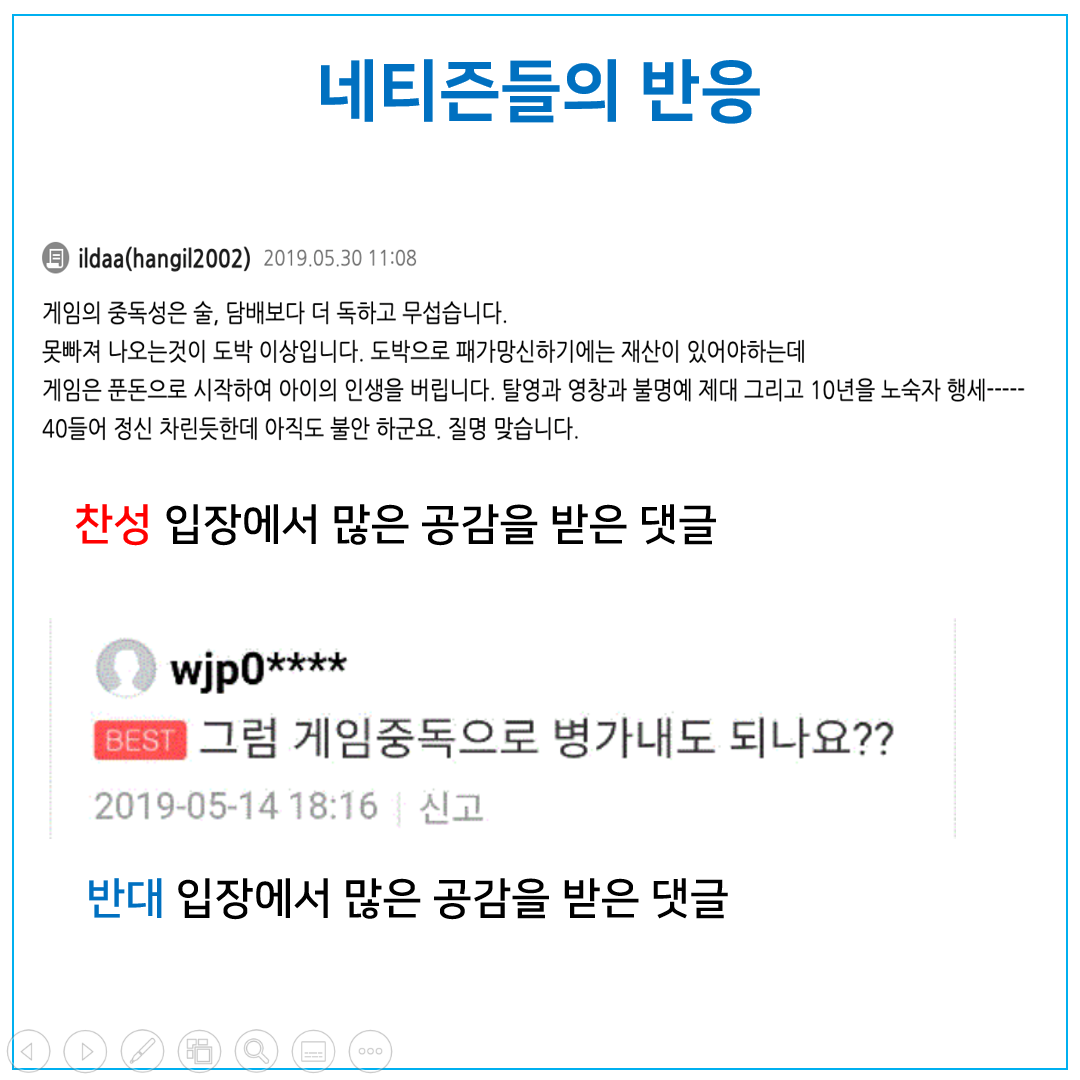 네티즌들의 반응
ildaa(hangil2002) 2019.05.30 11:08
게임의 중독성은 술, 담배보다 더 독하고 무섭습니다.
못빠져 나오는것이 도박 이상입니다. 도박으로 패가망신하기에는 재산이 있어야하는데
게임은 푼돈으로 시작하여 아이의 인생을 버립니다. 탈영과 영창과 불명예 제대 그리고 10년을 노숙자 행세-----
40들어 정신 차린듯한데 아직도 불안 하군요. 질명 맞습니다.
찬성 입장에서 많은 공감을 받은 댓글
wjp0****
BEST 그럼 게임중독으로 병가내도 되나요??
2019-05-14 18:16 | 신고
반대 입장에서 많은 공감을 받은 댓글